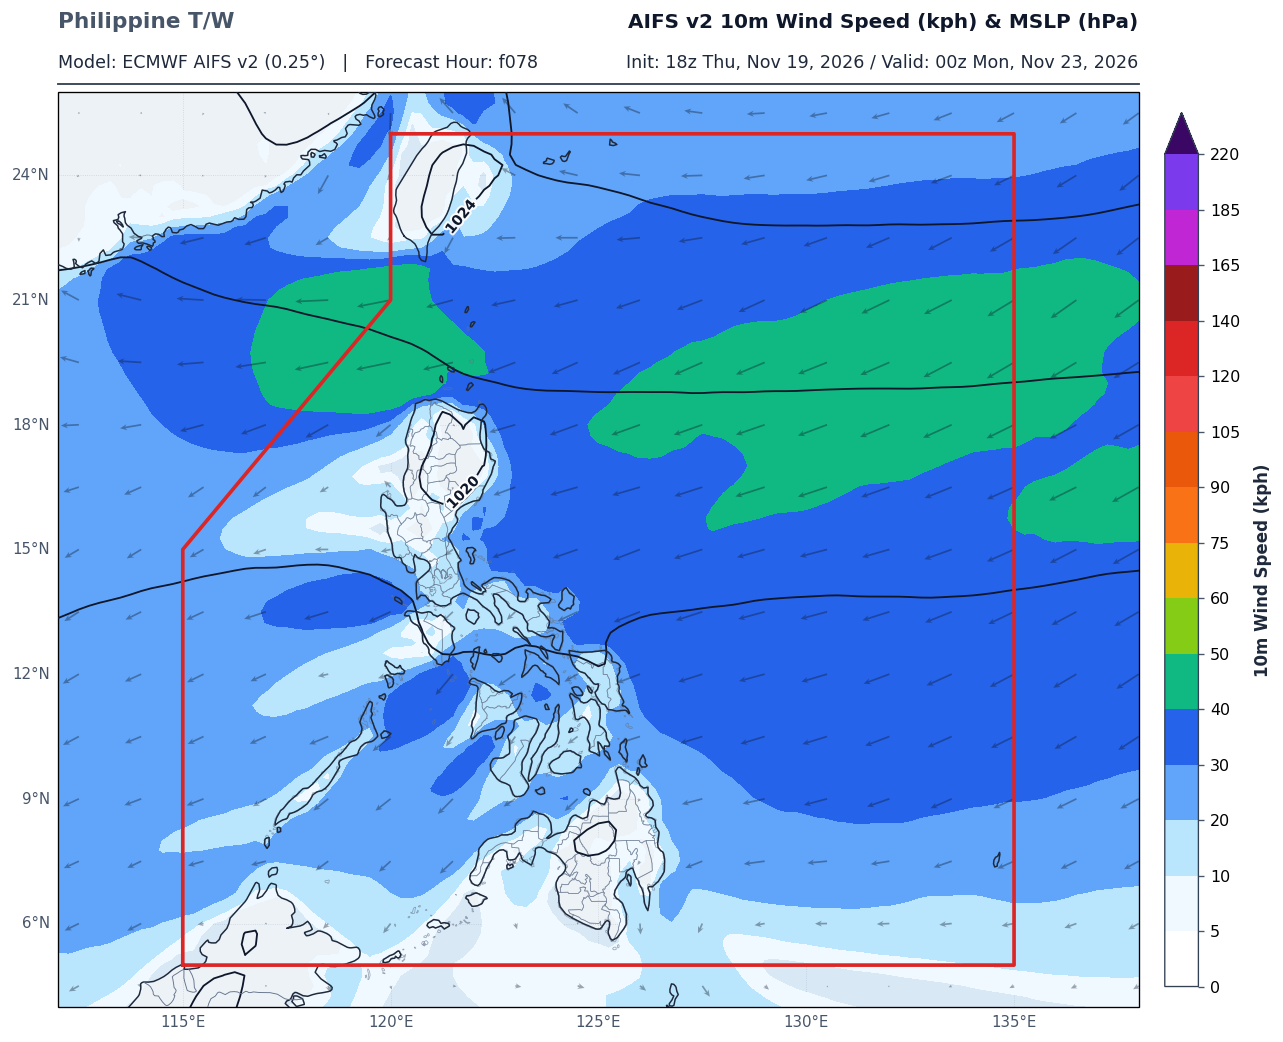 Philippine T/W
AIFS v2 10m Wind Speed (kph) & MSLP (hPa)
Model: ECMWF AIFS v2 (0.25°) | Forecast Hour: f078
Init: 18z Thu, Nov 19, 2026 / Valid: 00z Mon, Nov 23, 2026
24°N
21°N
18°N
15°N
12°N
9°N
6°N
1024
1020
115°E
120°E
125°E
130°E
135°E
220
185
165
140
120
105
90
75
60
50
40
30
20
10
5
0
10m Wind Speed (kph)